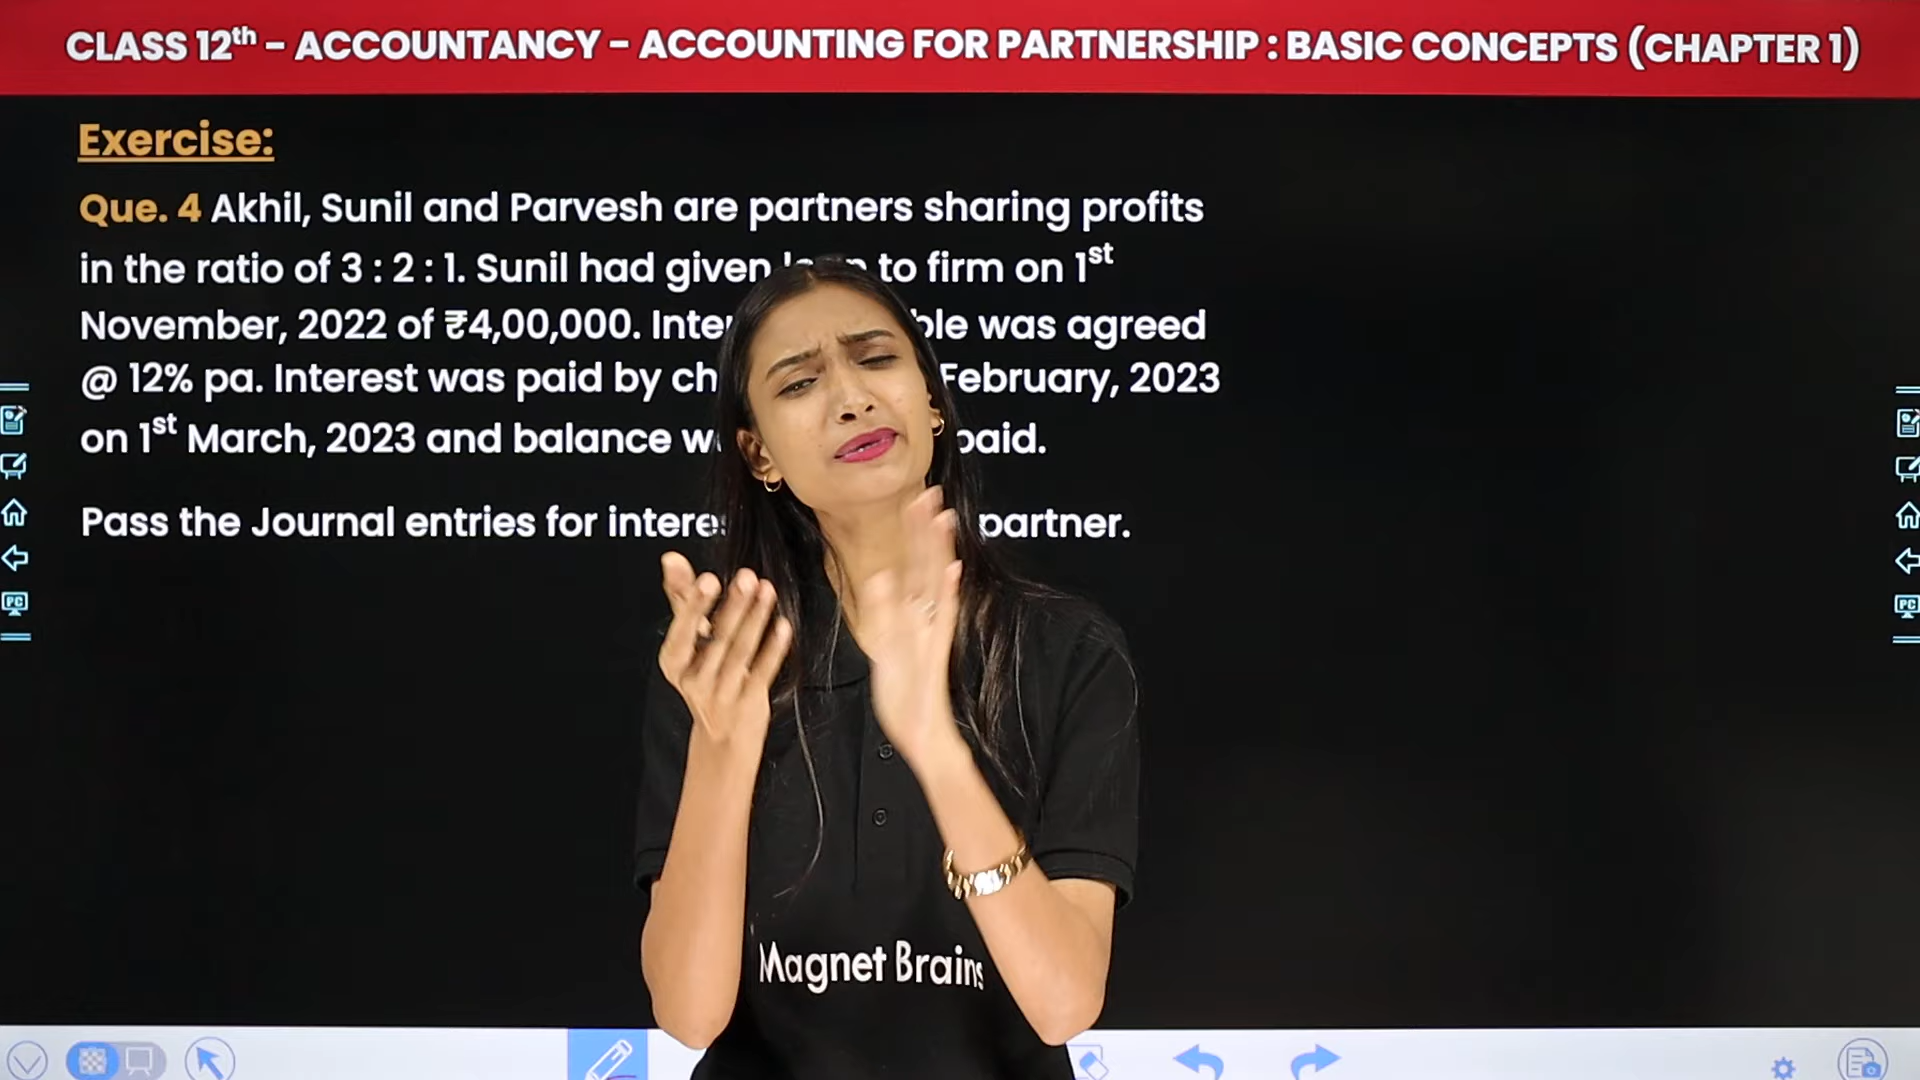 CLASS 12th - ACCOUNTANCY - ACCOUNTING FOR PARTNERSHIP : BASIC CONCEPTS (CHAPTER 1)
Exercise:
Que. 4 Akhil, Sunil and Parvesh are partners sharing profits
in the ratio of 3 : 2 : 1. Sunil had given to firm on 1st
November, 2022 of ₹4,00,000. was agreed
@ 12% pa. Interest was paid by February, 2023
on 1st March, 2023 and balance
Pass the Journal entries for partner.
Magnet Brains
PC
PC